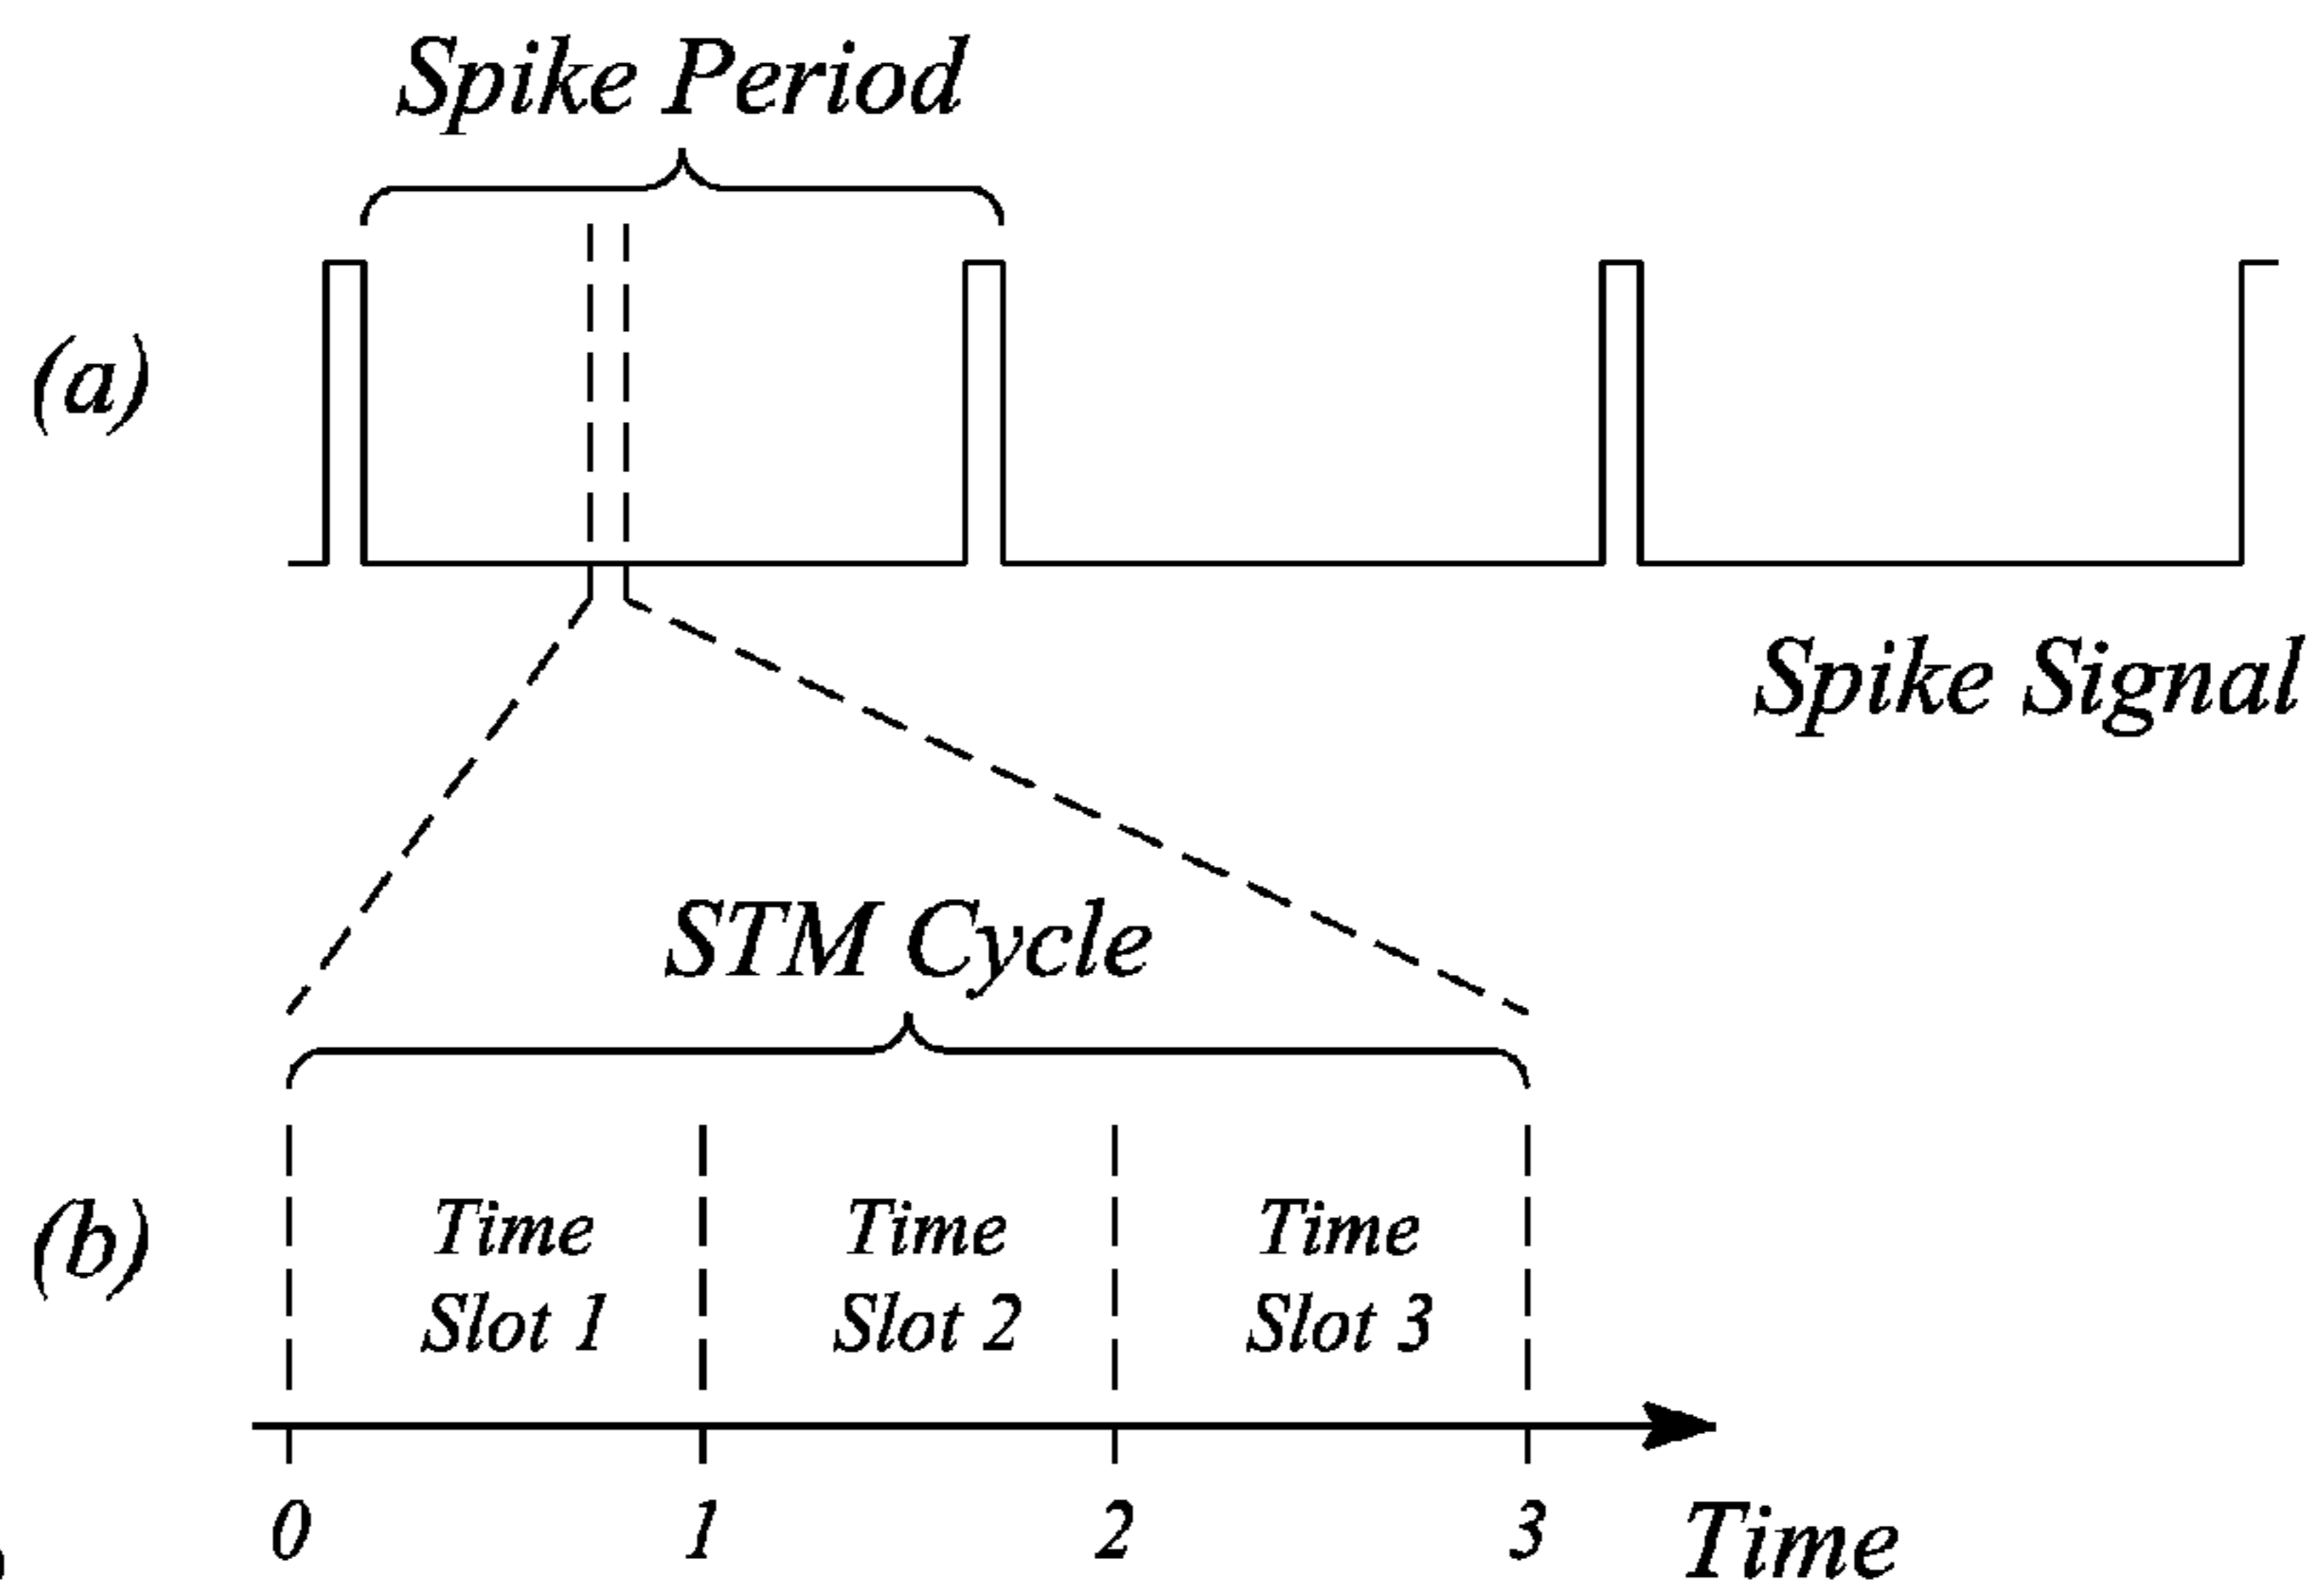 Spike Period
(a)
Spike Signal
STM Cycle
(b)
Time Time Time
Slot 1 Slot 2 Slot 3
0 1 2 3 Time